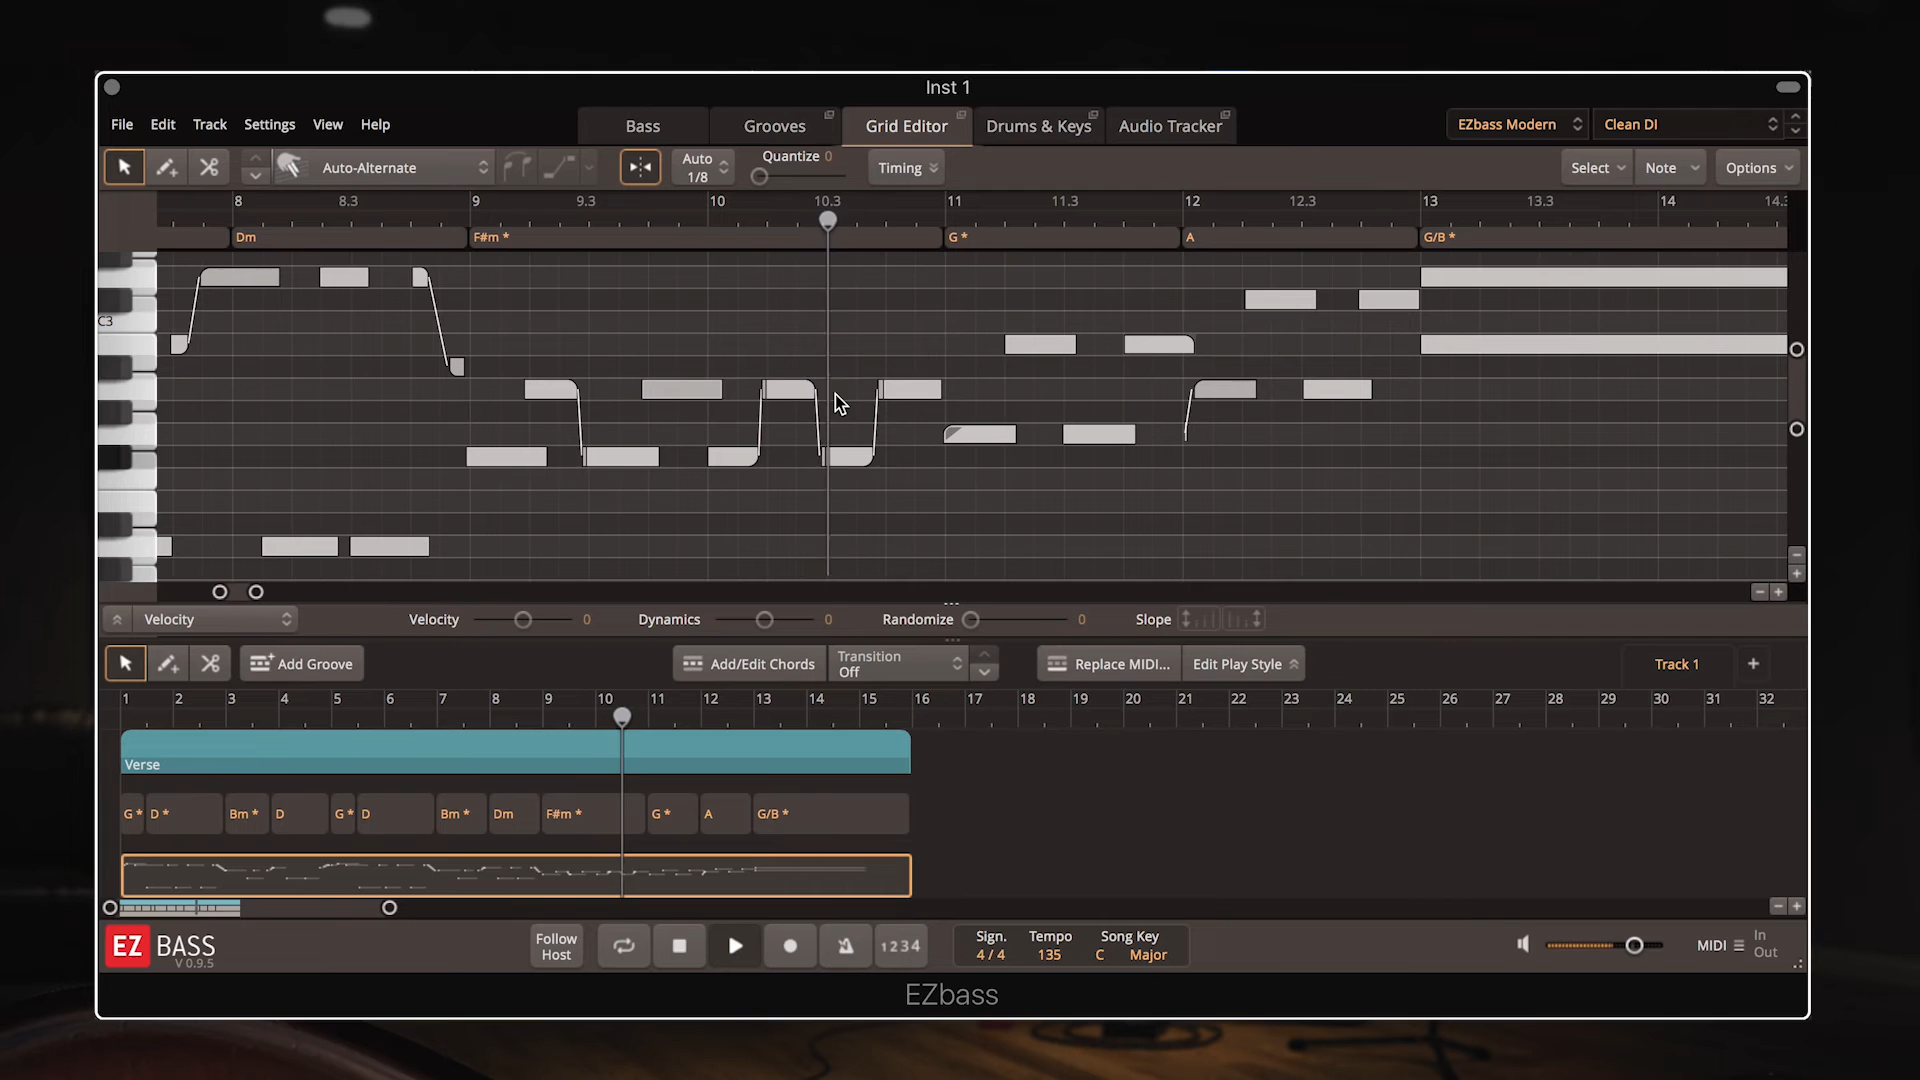 Inst 1
File Edit Track Settings View Help
Bass Grooves Grid Editor Drums & Keys Audio Tracker
EZbass Modern Clean DI
Auto-Alternate
Auto
1/8
Quantize 0
Timing
Select Note Options
8 8.3 9 9.3 10 10.3 11 11.3 12 12.3 13 13.3 14 14.3
Dm F#m * G * A G/B *
C3
Velocity Velocity 0 Dynamics 0 Randomize 0 Slope
Add Groove Add/Edit Chords
Transition
Off
Replace MIDI... Edit Play Style Track 1
1 2 3 4 5 6 7 8 9 10 11 12 13 14 15 16 17 18 19 20 21 22 23 24 25 26 27 28 29 30 31 32
Verse
G * D * Bm * D G * D Bm * Dm F#m * G * A G/B *
EZ BASS
V 0.9.5
Follow
Host
1234
Sign. Tempo Song Key
4 / 4 135 C Major
MIDI
In
Out
EZbass